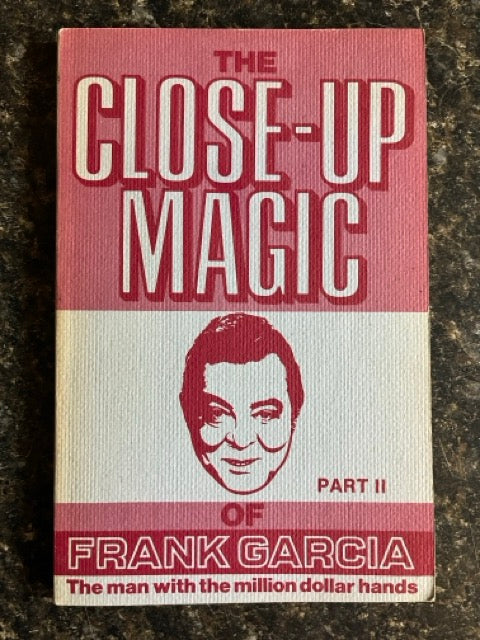 THE
CLOSE-UP
MAGIC
PART II
OF
FRANK GARCIA
The man with the million dollar hands